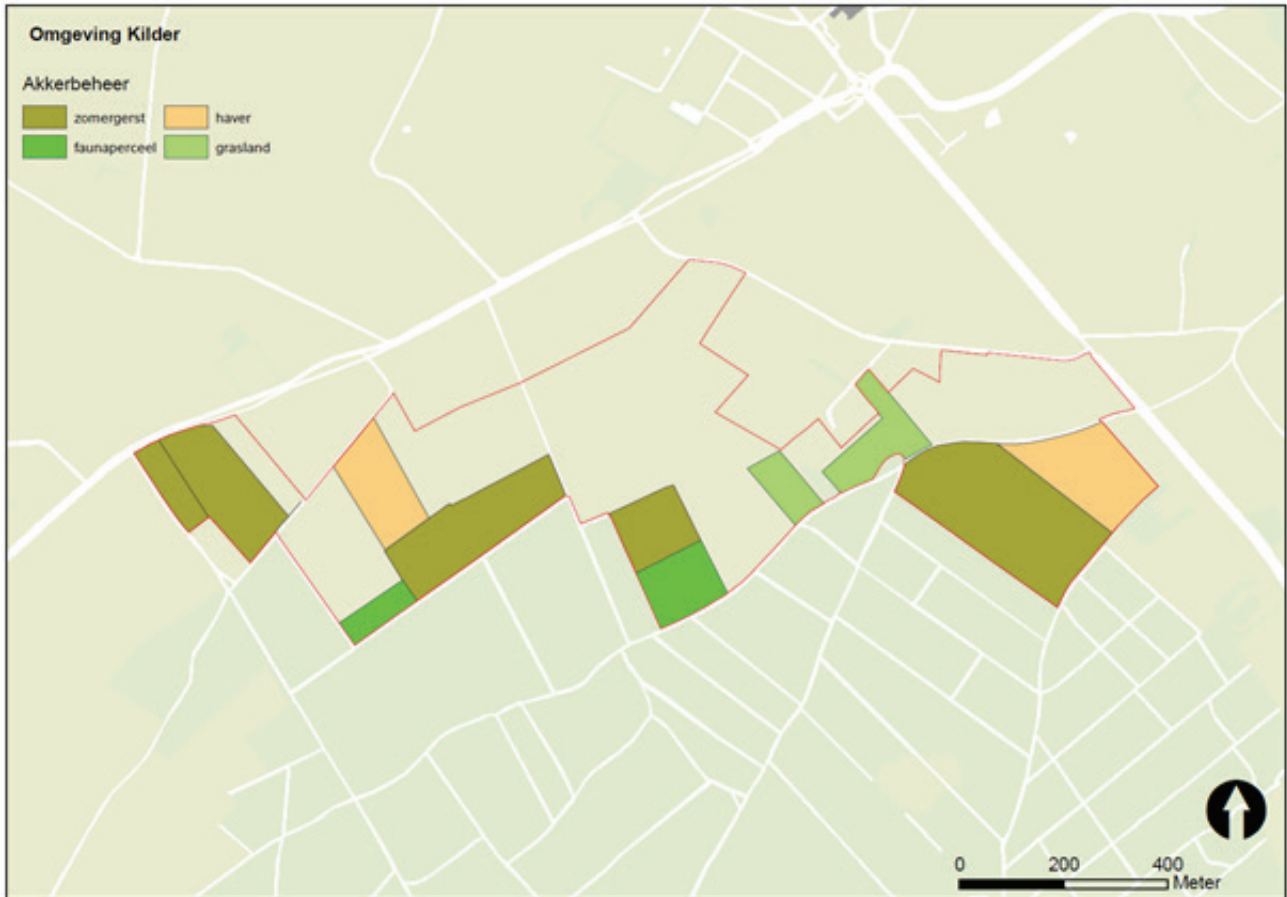 Omgeving Kilder
Akkerbeheer
zomergerst haver
faunaperceel grasland
0 200 400
Meter